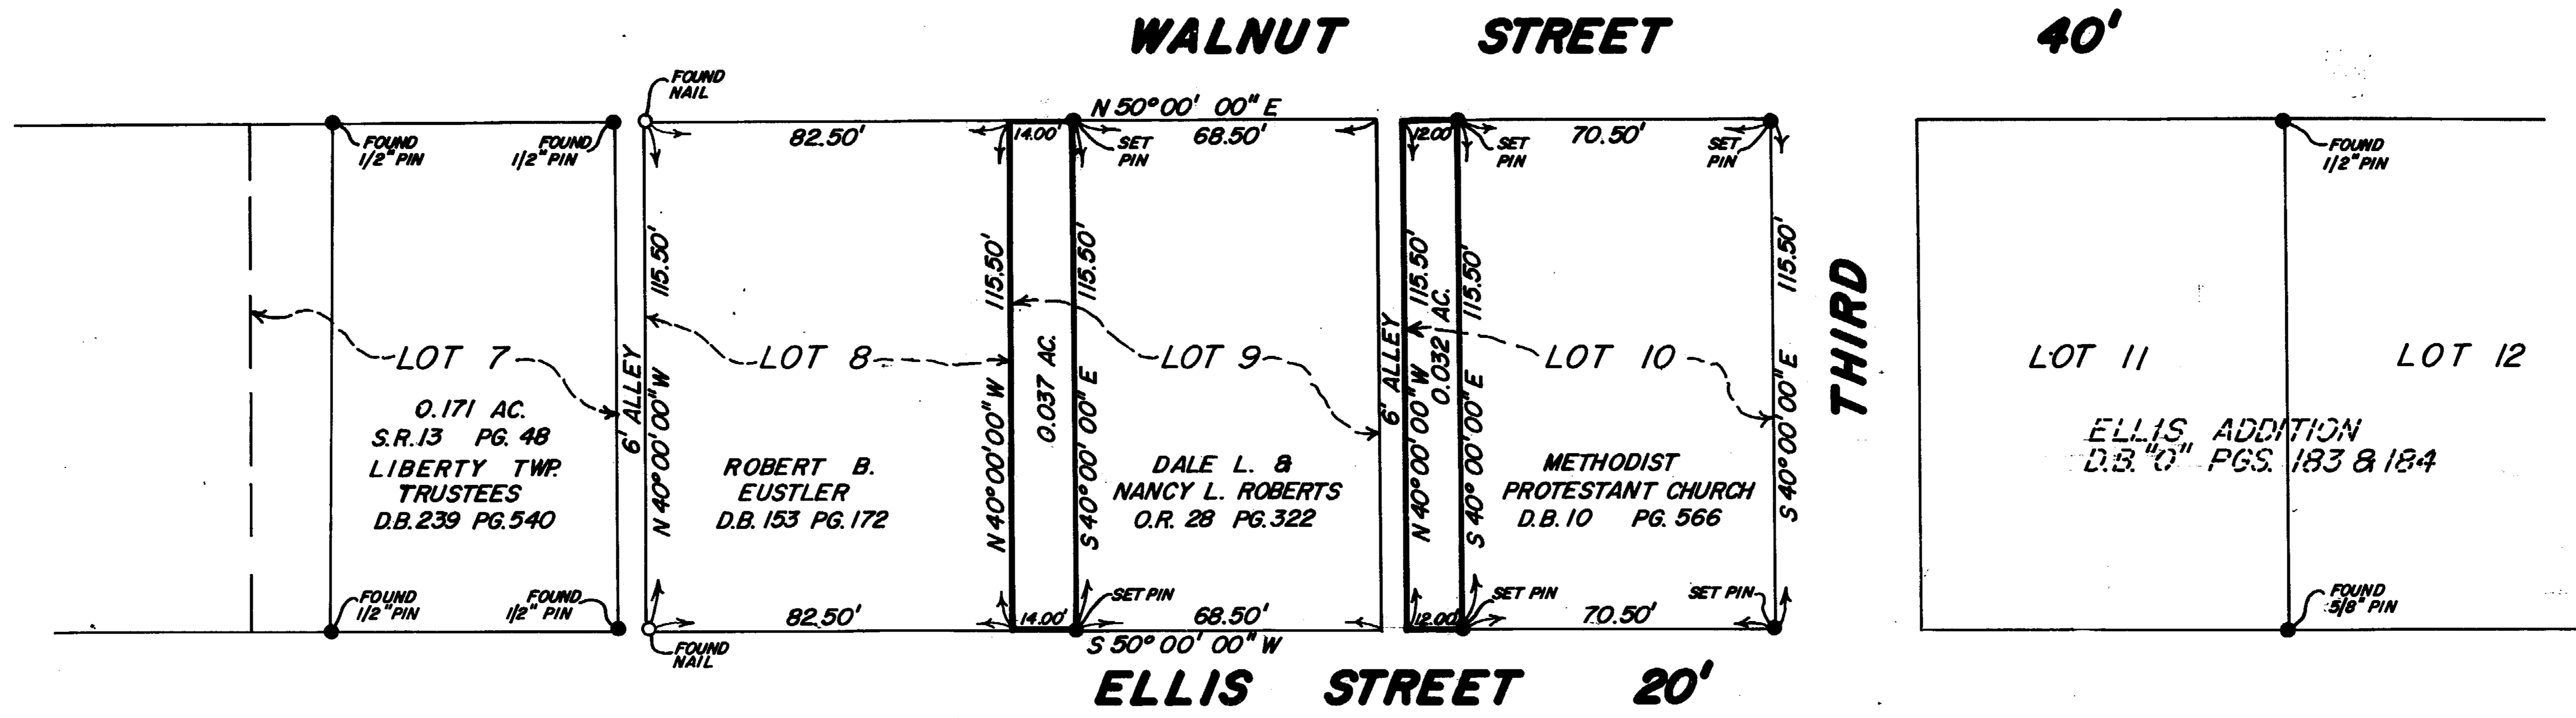 WALNUT STREET 40'
FOUND
NAIL
N 50° 00' 00" E
82.50'
14.00'
68.50'
12.00'
70.50'
FOUND
1/2" PIN
FOUND
1/2" PIN
SET
PIN
SET
PIN
SET
PIN
FOUND
1/2" PIN
LOT 7
0.171 AC.
S.R. 13 PG. 48
LIBERTY TWP.
TRUSTEES
D.B. 239 PG. 540
6' ALLEY
N 40° 00' 00" W 115.50'
LOT 8
ROBERT B.
EUSTLER
D.B. 153 PG. 172
N 40° 00' 00" W 115.50'
0.037 AC.
S 40° 00' 00" E 115.50'
LOT 9
DALE L. &
NANCY L. ROBERTS
O.R. 28 PG. 322
6' ALLEY
N 40° 00' 00" W 115.50'
0.032 AC.
S 40° 00' 00" E 115.50'
LOT 10
METHODIST
PROTESTANT CHURCH
D.B. 10 PG. 566
S 40° 00' 00" E 115.50'
THIRD
LOT 11
LOT 12
ELLIS ADDITION
D.B. "O" PGS. 183 & 184
FOUND
1/2" PIN
FOUND
1/2" PIN
FOUND
NAIL
82.50'
14.00'
SET PIN
68.50'
12.00'
SET PIN
70.50'
SET PIN
FOUND
5/8" PIN
S 50° 00' 00" W
ELLIS STREET 20'